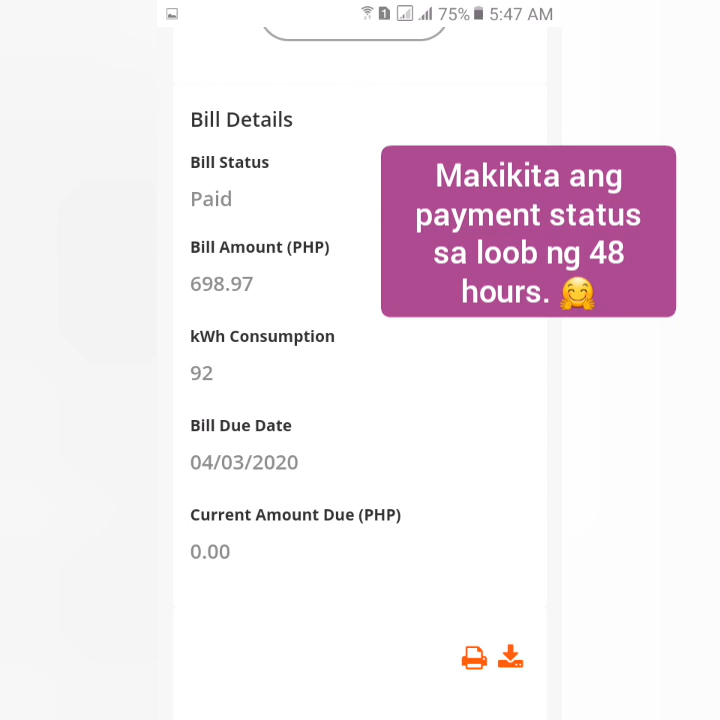 75% 5:47 AM
Bill Details
Bill Status
Paid
Bill Amount (PHP)
698.97
kWh Consumption
92
Bill Due Date
04/03/2020
Current Amount Due (PHP)
0.00
Makikita ang
payment status
sa loob ng 48
hours. 🤗